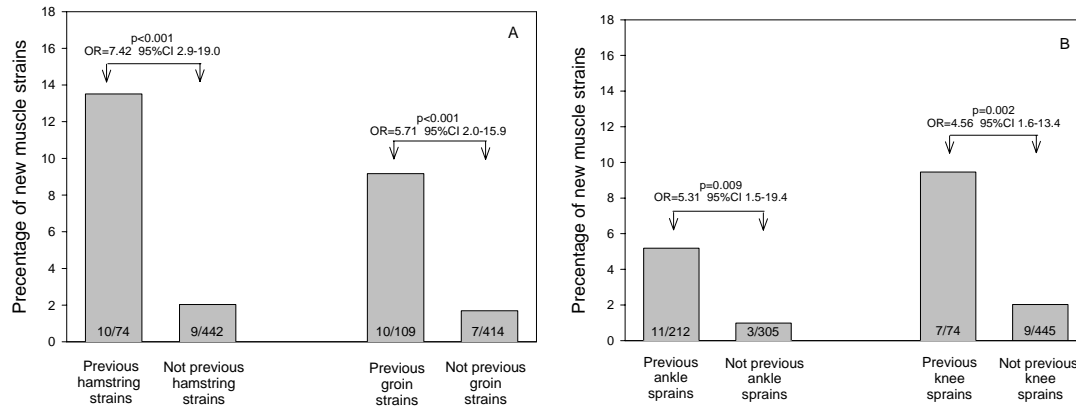 A
Precentage of new muscle strains
18
16
14
12
10
8
6
4
2
0
p<0.001
OR=7.42 95%CI 2.9-19.0
p<0.001
OR=5.71 95%CI 2.0-15.9
10/74
9/442
10/109
7/414
Previous
hamstring
strains
Not previous
hamstring
strains
Previous
groin
strains
Not previous
groin
strains
B
Precentage of new muscle strains
18
16
14
12
10
8
6
4
2
0
p=0.009
OR=5.31 95%CI 1.5-19.4
p=0.002
OR=4.56 95%CI 1.6-13.4
11/212
3/305
7/74
9/445
Previous
ankle
sprains
Not previous
ankle
sprains
Previous
knee
sprains
Not previous
knee
sprains